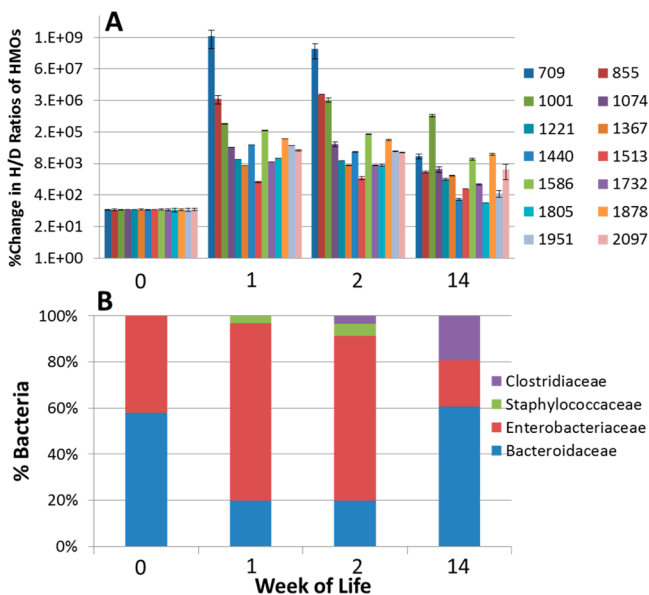 A
%Change in H/D Ratios of HMOs
1.E+09
6.E+07
3.E+06
2.E+05
8.E+03
4.E+02
2.E+01
1.E+00
0 1 2 14
709 855
1001 1074
1221 1367
1440 1513
1586 1732
1805 1878
1951 2097
B
% Bacteria
100%
80%
60%
40%
20%
0%
0 1 2 14
Week of Life
Clostridiaceae
Staphylococcaceae
Enterobacteriaceae
Bacteroidaceae